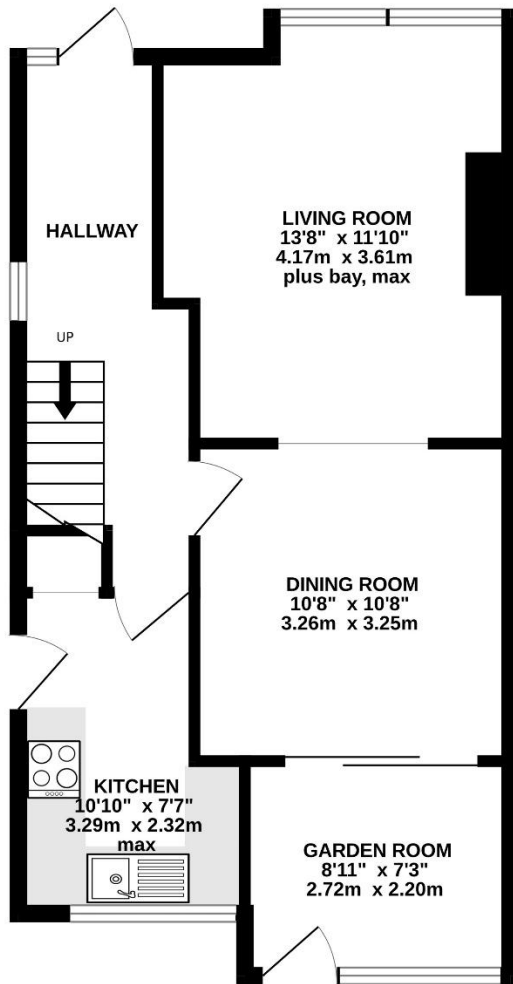 LIVING ROOM
13'8" x 11'10"
4.17m x 3.61m
plus bay, max
HALLWAY
UP
DINING ROOM
10'8" x 10'8"
3.26m x 3.25m
KITCHEN
10'10" x 7'7"
3.29m x 2.32m
max
GARDEN ROOM
8'11" x 7'3"
2.72m x 2.20m